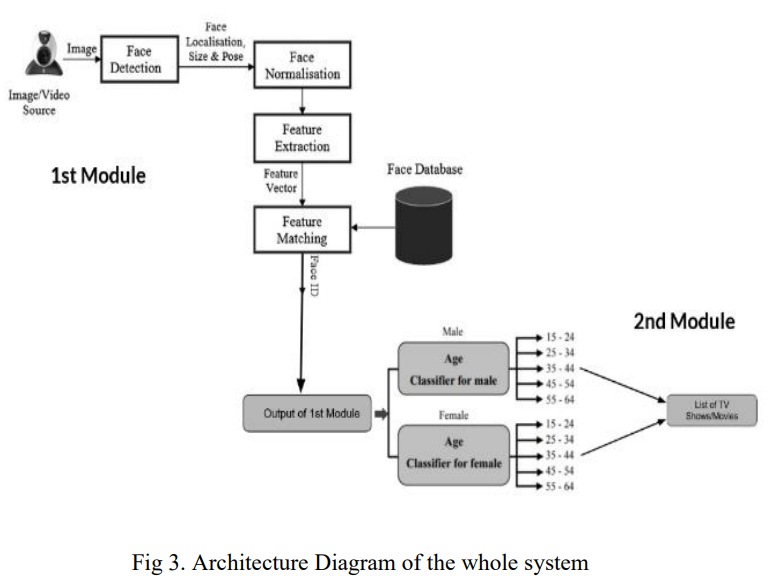 Face
Localisation,
Size & Pose
Image
Face
Detection
Face
Normalisation
Image/Video
Source
Feature
Extraction
1st Module
Feature
Vector
Face Database
Feature
Matching
Face ID
2nd Module
Male
Age
Classifier for male
15 - 24
25 - 34
35 - 44
45 - 54
55 - 64
List of TV
Shows/Movies
Output of 1st Module
Female
Age
Classifier for female
15 - 24
25 - 34
35 - 44
45 - 54
55 - 64
Fig 3. Architecture Diagram of the whole system